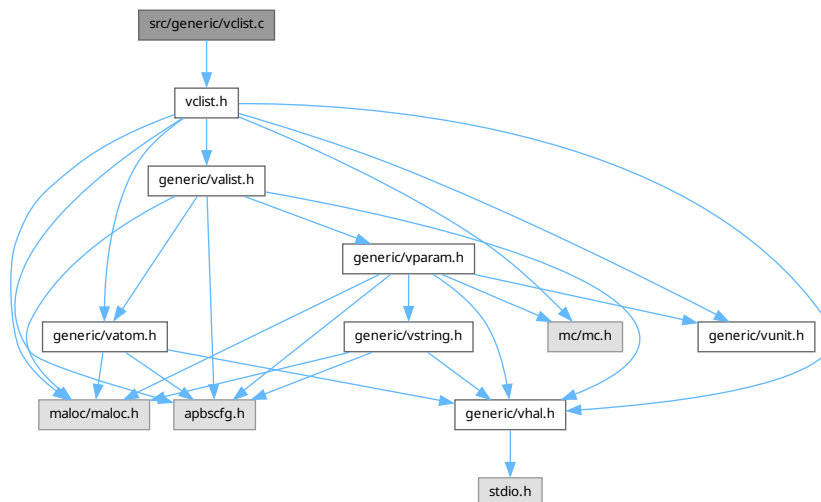 src/generic/vclist.c
vclist.h
generic/valist.h
generic/vparam.h
generic/vatom.h
generic/vstring.h
mc/mc.h
generic/vunit.h
maloc/maloc.h
apbscfg.h
generic/vhal.h
stdio.h